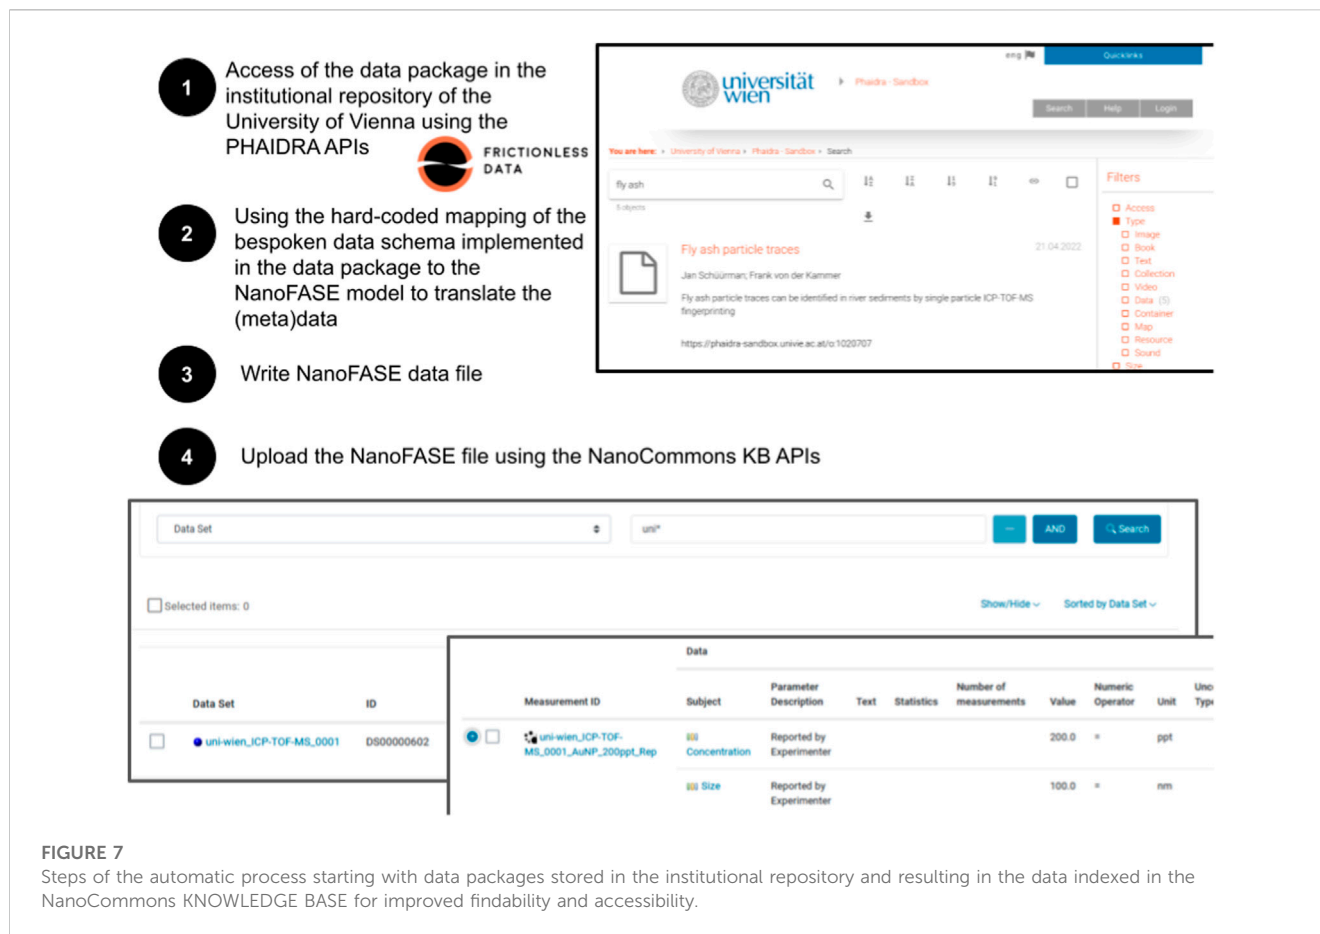 1
Access of the data package in the
institutional repository of the
University of Vienna using the
PHAIDRA APIs
FRICTIONLESS
DATA
2
Using the hard-coded mapping of the
bespoken data schema implemented
in the data package to the
NanoFASE model to translate the
(meta)data
3
Write NanoFASE data file
4
Upload the NanoFASE file using the NanoCommons KB APIs
eng
Quicklinks
universität
wien
Phaidra - Sandbox
Search Help Login
You are here: University of Vienna Phaidra - Sandbox Search
fly ash
5 objects
Fly ash particle traces
21.04.2022
Jan Schüürman; Frank von der Kammer
Fly ash particle traces can be identified in river sediments by single particle ICP-TOF-MS
fingerprinting
https://phaidra-sandbox.univie.ac.at/o:1020707
Filters
Access
Type
Image
Book
Text
Collection
Video
Data (5)
Container
Map
Resource
Sound
Size
Data Set
uni*
AND
Search
Selected items: 0
Show/Hide
Sorted by Data Set
Data Set ID
uni-wien_ICP-TOF-MS_0001 DS00000602
Data
Measurement ID Subject Parameter Description Text Statistics Number of measurements Value Numeric Operator Unit Unc Type
uni-wien_ICP-TOF-
MS_0001_AuNP_200ppt_Rep
Concentration Reported by Experimenter 200.0 = ppt
Size Reported by Experimenter 100.0 = nm
FIGURE 7
Steps of the automatic process starting with data packages stored in the institutional repository and resulting in the data indexed in the
NanoCommons KNOWLEDGE BASE for improved findability and accessibility.